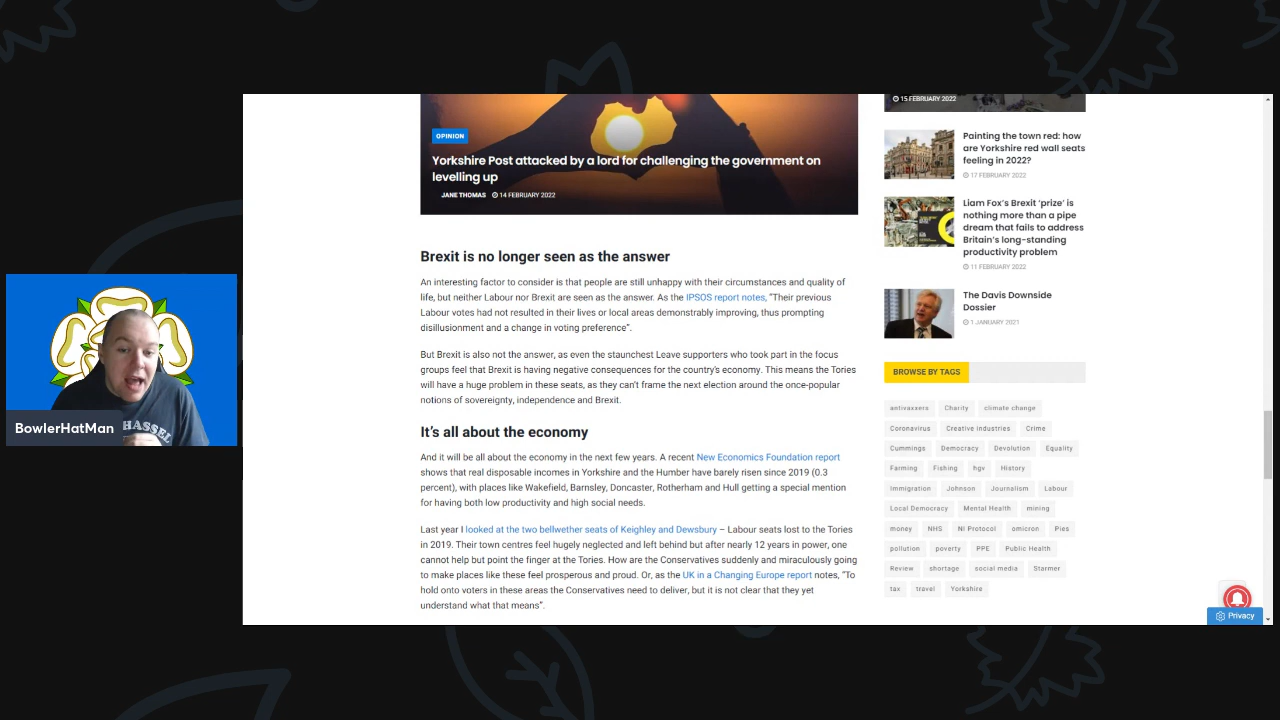 OPINION
Yorkshire Post attacked by a lord for challenging the government on
levelling up
JANE THOMAS 14 FEBRUARY 2022
Brexit is no longer seen as the answer
An interesting factor to consider is that people are still unhappy with their circumstances and quality of
life, but neither Labour nor Brexit are seen as the answer. As the IPSOS report notes, “Their previous
Labour votes had not resulted in their lives or local areas demonstrably improving, thus prompting
disillusionment and a change in voting preference”.
But Brexit is also not the answer, as even the staunchest Leave supporters who took part in the focus
groups feel that Brexit is having negative consequences for the country's economy. This means the Tories
will have a huge problem in these seats, as they can’t frame the next election around the once-popular
notions of sovereignty, independence and Brexit.
It’s all about the economy
And it will be all about the economy in the next few years. A recent New Economics Foundation report
shows that real disposable incomes in Yorkshire and the Humber have barely risen since 2019 (0.3
percent), with places like Wakefield, Barnsley, Doncaster, Rotherham and Hull getting a special mention
for having both low productivity and high social needs.
Last year I looked at the two bellwether seats of Keighley and Dewsbury – Labour seats lost to the Tories
in 2019. Their town centres feel hugely neglected and left behind but after nearly 12 years in power, one
cannot help but point the finger at the Tories. How are the Conservatives suddenly and miraculously going
to make places like these feel prosperous and proud. Or, as the UK in a Changing Europe report notes, “To
hold onto voters in these areas the Conservatives need to deliver, but it is not clear that they yet
understand what that means”.
15 FEBRUARY 2022
Painting the town red: how
are Yorkshire red wall seats
feeling in 2022?
17 FEBRUARY 2022
Liam Fox’s Brexit ‘prize’ is
nothing more than a pipe
dream that fails to address
Britain’s long-standing
productivity problem
11 FEBRUARY 2022
The Davis Downside
Dossier
1 JANUARY 2021
BROWSE BY TAGS
antivaxxers Charity climate change
Coronavirus Creative industries Crime
Cummings Democracy Devolution Equality
Farming Fishing hgv History
Immigration Johnson Journalism Labour
Local Democracy Mental Health mining
money NHS NI Protocol omicron Pies
pollution poverty PPE Public Health
Review shortage social media Starmer
tax travel Yorkshire
Privacy
BowlerHatMan
HASSEL